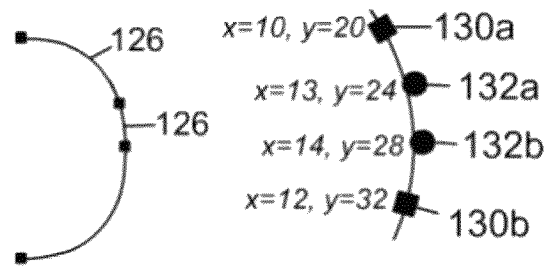 126
126
x=10, y=20 130a
x=13, y=24 132a
x=14, y=28 132b
x=12, y=32 130b